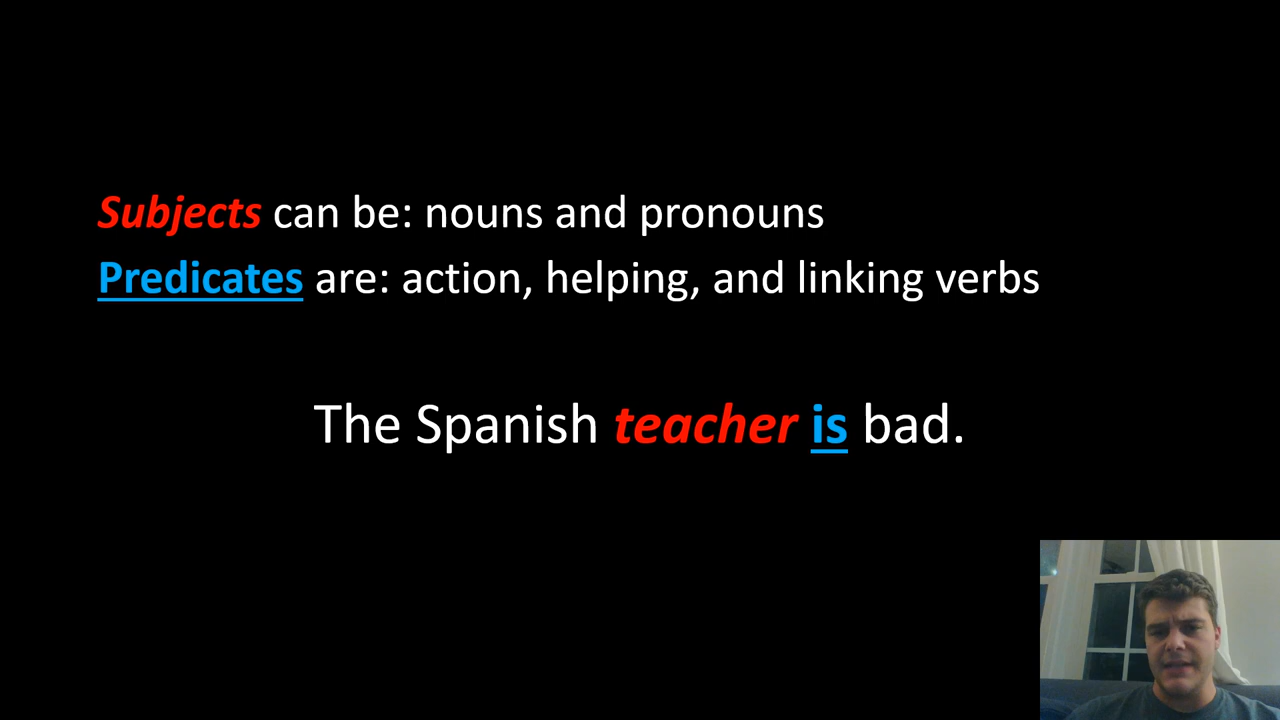 Subjects can be: nouns and pronouns
Predicates are: action, helping, and linking verbs
The Spanish teacher is bad.